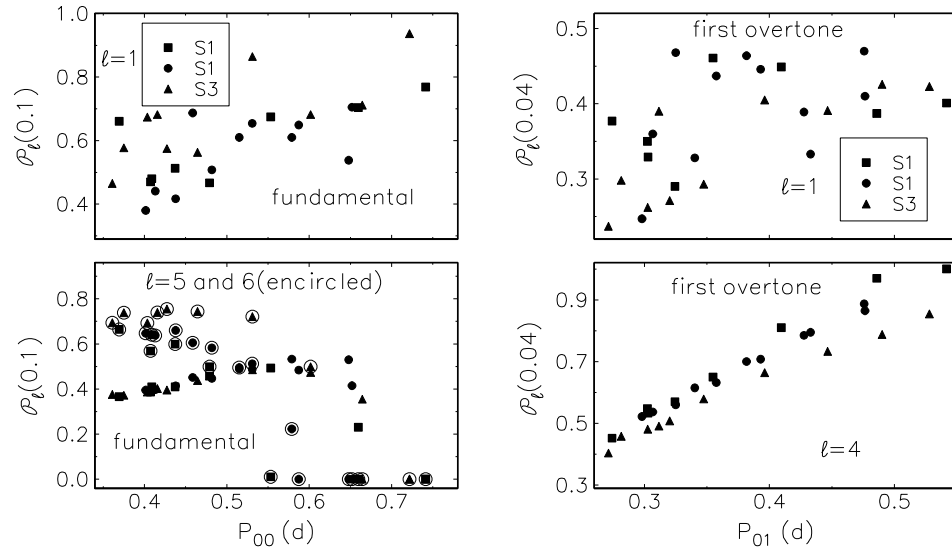 1.0
0.8
0.6
0.4
𝒫ℓ(0.1)
ℓ=1
S1
S1
S3
fundamental
0.5
0.4
0.3
𝒫ℓ(0.04)
first overtone
ℓ=1
S1
S1
S3
0.8
0.6
0.4
0.2
0.0
𝒫ℓ(0.1)
ℓ=5 and 6(encircled)
fundamental
0.4 0.5 0.6 0.7
P00 (d)
0.9
0.7
0.5
0.3
𝒫ℓ(0.04)
first overtone
ℓ=4
0.3 0.4 0.5
P01 (d)